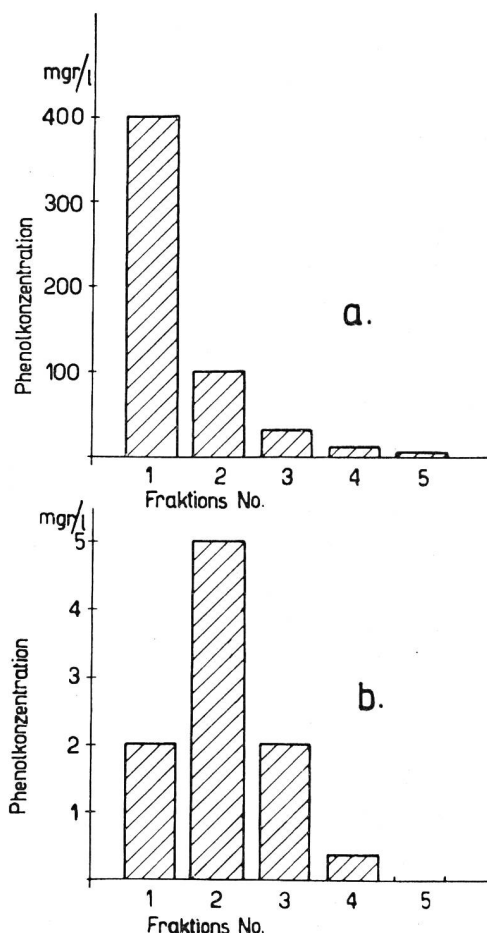 mgr/l
400
300
200
100
Phenolkonzentration
a.
1 2 3 4 5
Fraktions No.
mgr/l
5
4
3
2
1
Phenolkonzentration
b.
1 2 3 4 5
Fraktions No.